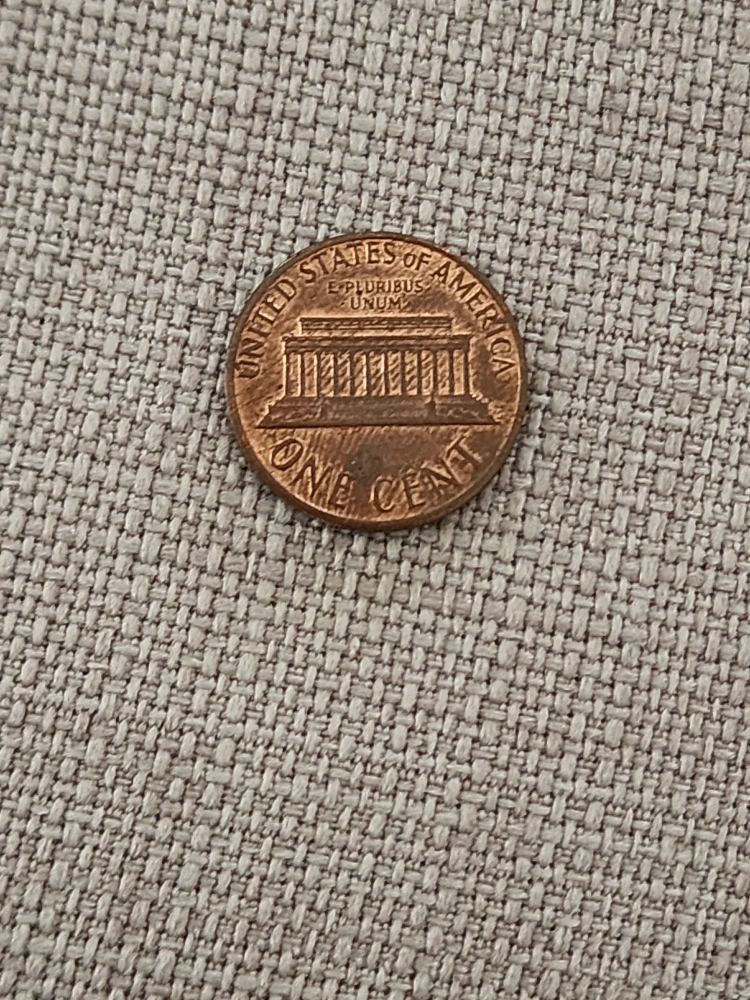 UNITED STATES OF AMERICA
E·PLURIBUS
UNUM
ONE CENT